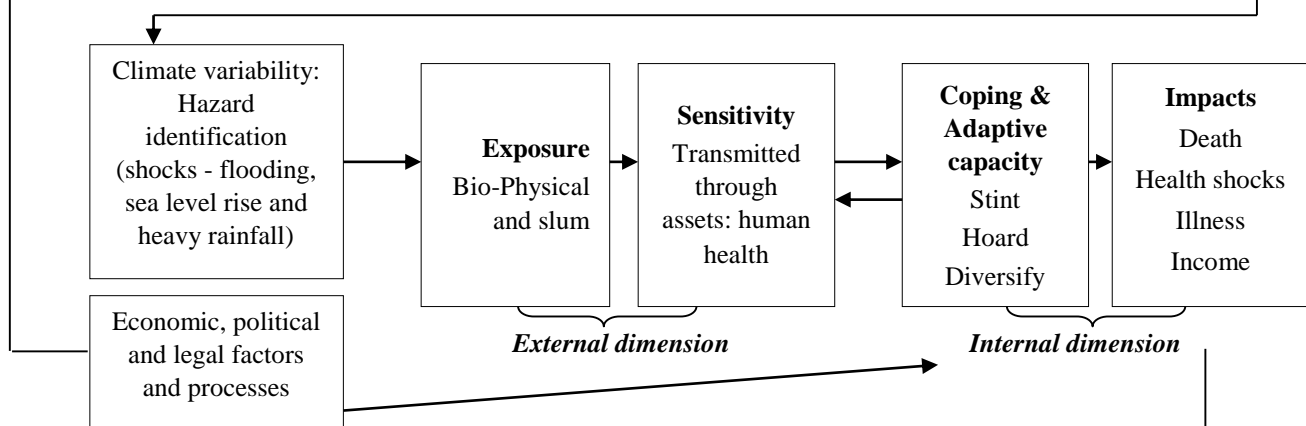 Climate variability:
Hazard
identification
(shocks - flooding,
sea level rise and
heavy rainfall)
Exposure
Bio-Physical
and slum
Sensitivity
Transmitted
through
assets: human
health
Coping &
Adaptive
capacity
Stint
Hoard
Diversify
Impacts
Death
Health shocks
Illness
Income
Economic, political
and legal factors
and processes
External dimension
Internal dimension